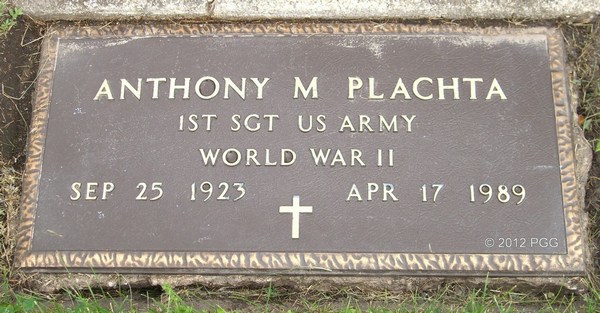 ANTHONY M PLACHTA
1ST SGT US ARMY
WORLD WAR II
SEP 25 1923 APR 17 1989
© 2012 PGG